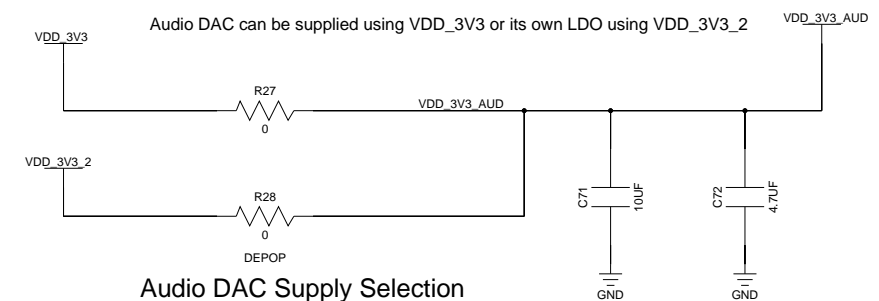 Audio DAC can be supplied using VDD_3V3 or its own LDO using VDD_3V3_2
VDD_3V3_AUD
VDD_3V3
R27
0
VDD_3V3_AUD
VDD_3V3_2
R28
0
DEPOP
C71
10UF
C72
4.7UF
GND
GND
Audio DAC Supply Selection